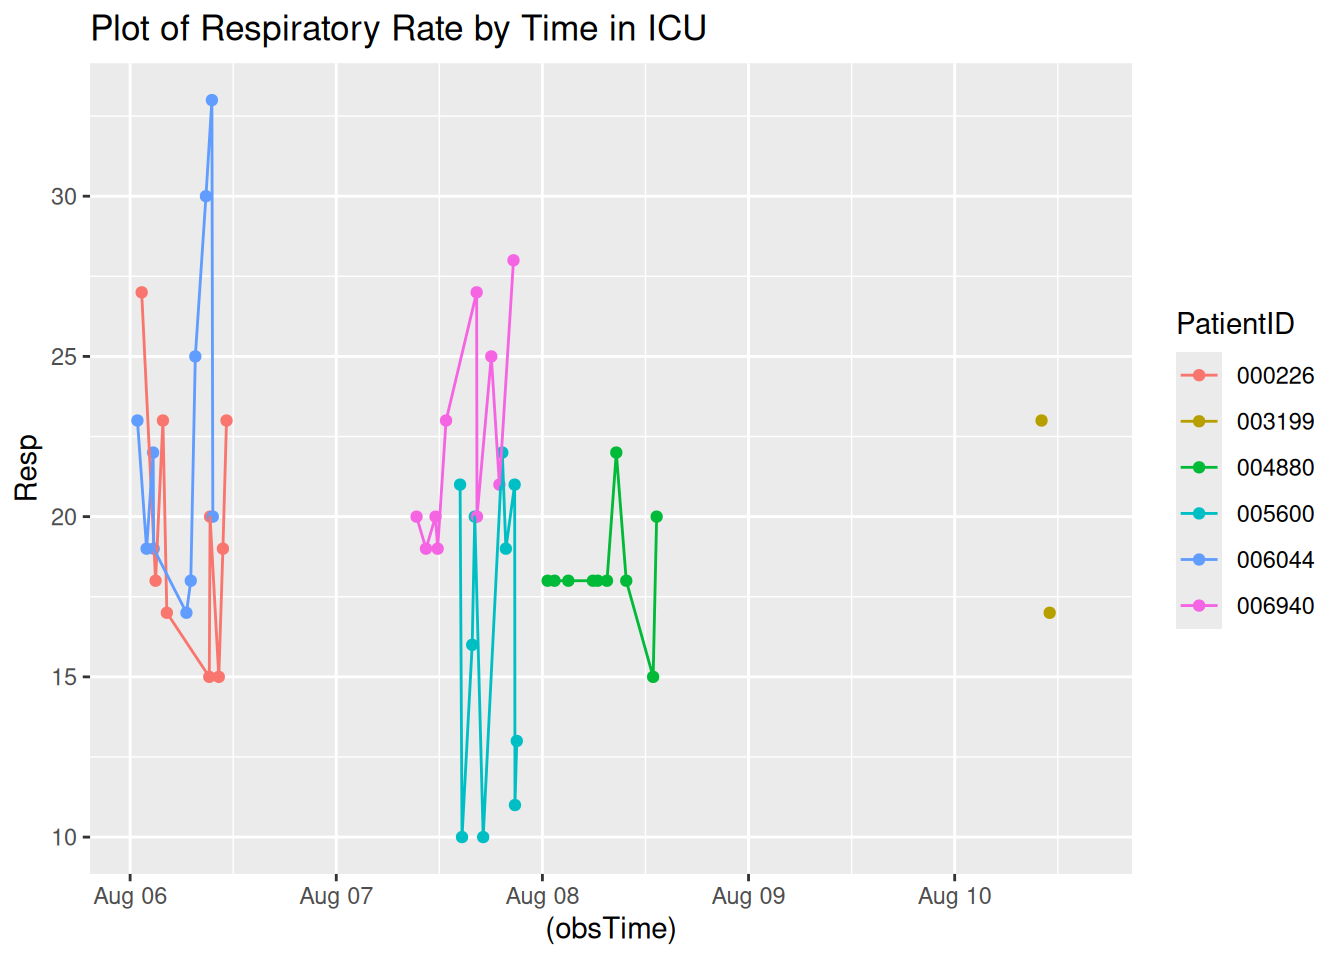 Plot of Respiratory Rate by Time in ICU
Resp
30
25
20
15
10
Aug 06 Aug 07 Aug 08 Aug 09 Aug 10
(obsTime)
PatientID
000226
003199
004880
005600
006044
006940